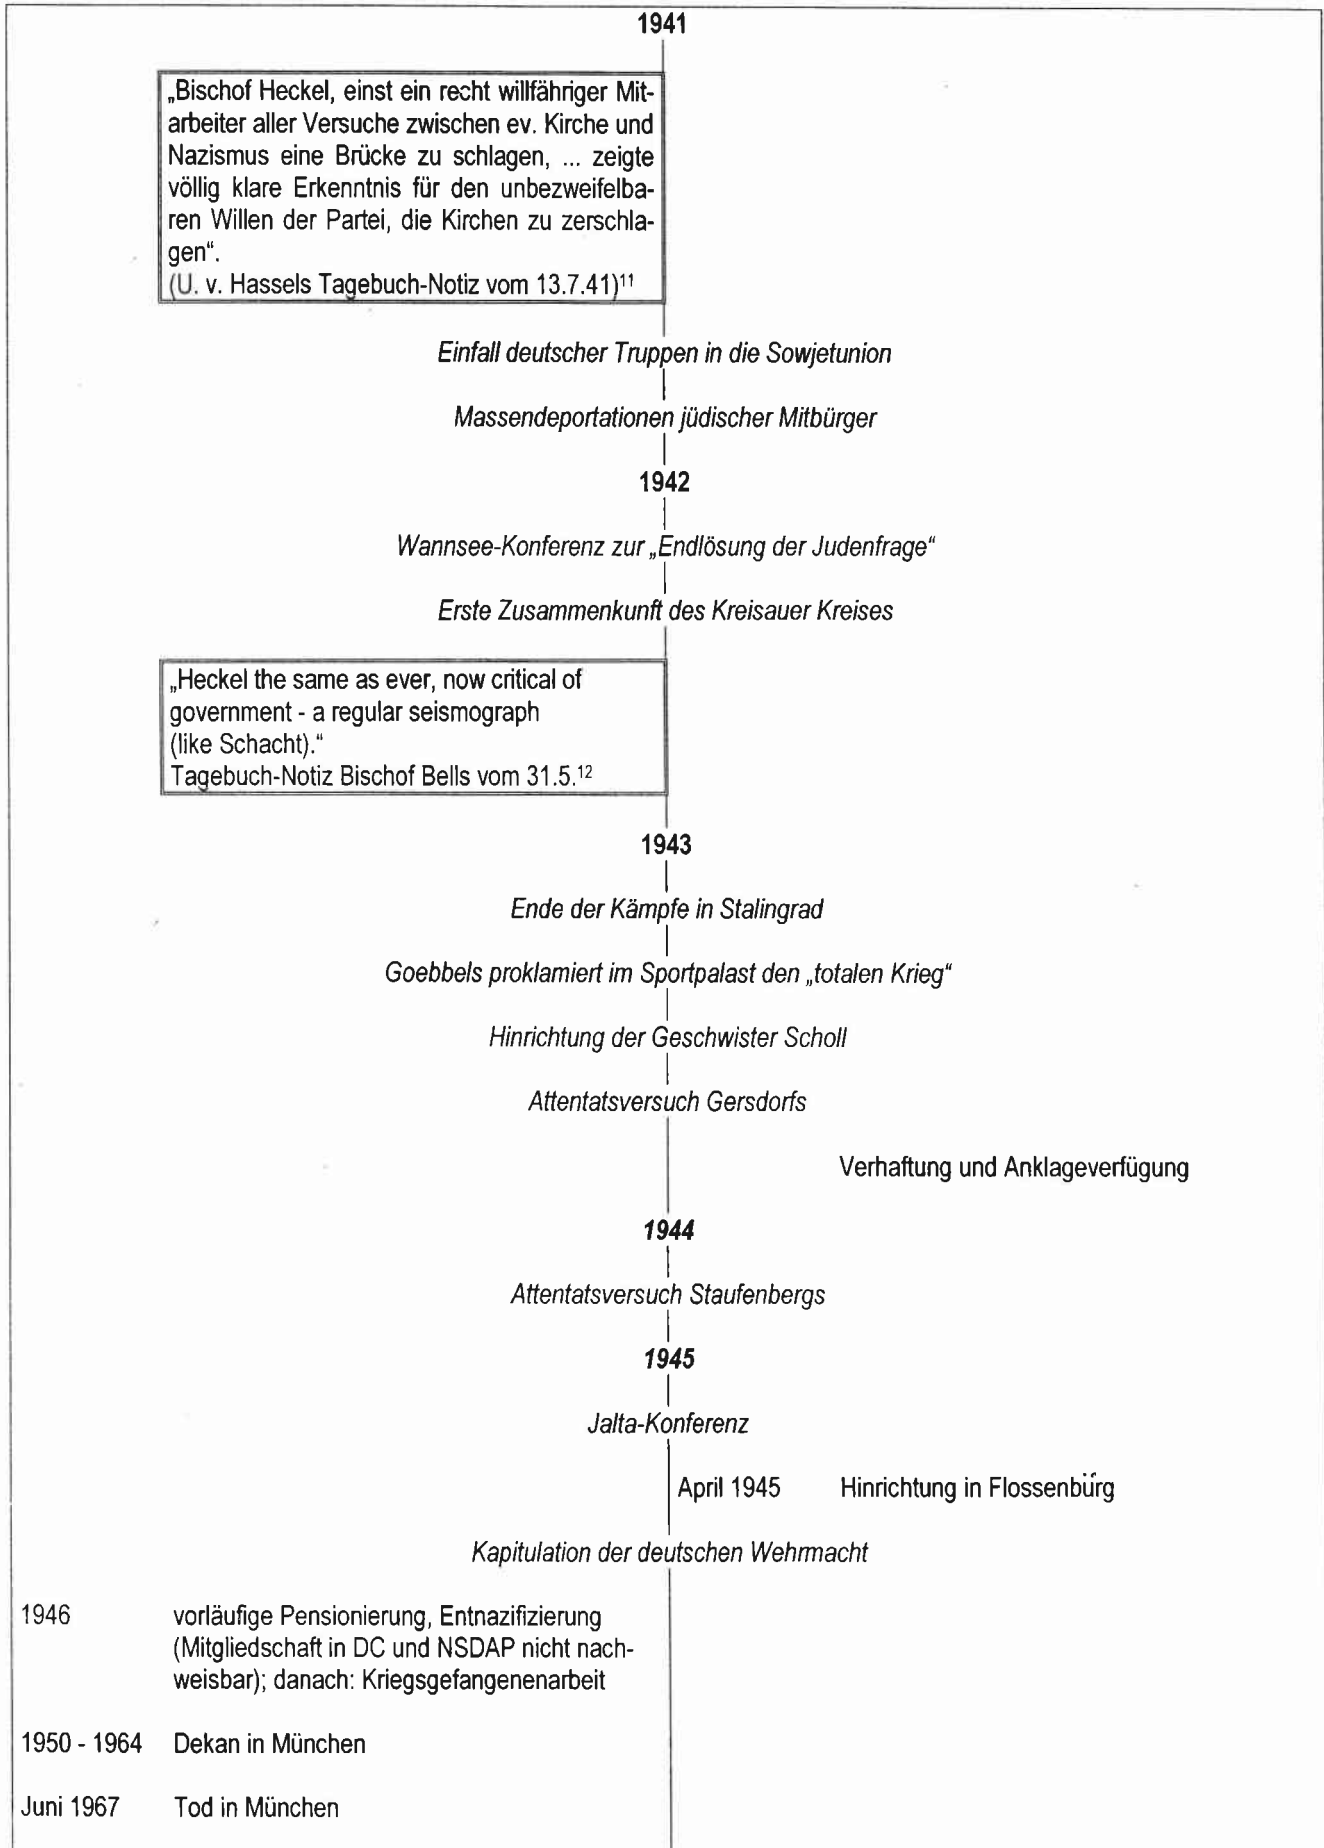 1941
„Bischof Heckel, einst ein recht willfähriger Mit-
arbeiter aller Versuche zwischen ev. Kirche und
Nazismus eine Brücke zu schlagen, ... zeigte
völlig klare Erkenntnis für den unbezweifelba-
ren Willen der Partei, die Kirchen zu zerschla-
gen“.
(U. v. Hassels Tagebuch-Notiz vom 13.7.41)¹¹
Einfall deutscher Truppen in die Sowjetunion
Massendeportationen jüdischer Mitbürger
1942
Wannsee-Konferenz zur „Endlösung der Judenfrage“
Erste Zusammenkunft des Kreisauer Kreises
„Heckel the same as ever, now critical of
government - a regular seismograph
(like Schacht).“
Tagebuch-Notiz Bischof Bells vom 31.5.¹²
1943
Ende der Kämpfe in Stalingrad
Goebbels proklamiert im Sportpalast den „totalen Krieg“
Hinrichtung der Geschwister Scholl
Attentatsversuch Gersdorfs
Verhaftung und Anklageverfügung
1944
Attentatsversuch Staufenbergs
1945
Jalta-Konferenz
April 1945 Hinrichtung in Flossenbürg
Kapitulation der deutschen Wehrmacht
1946 vorläufige Pensionierung, Entnazifizierung
(Mitgliedschaft in DC und NSDAP nicht nach-
weisbar); danach: Kriegsgefangenenarbeit
1950 - 1964 Dekan in München
Juni 1967 Tod in München